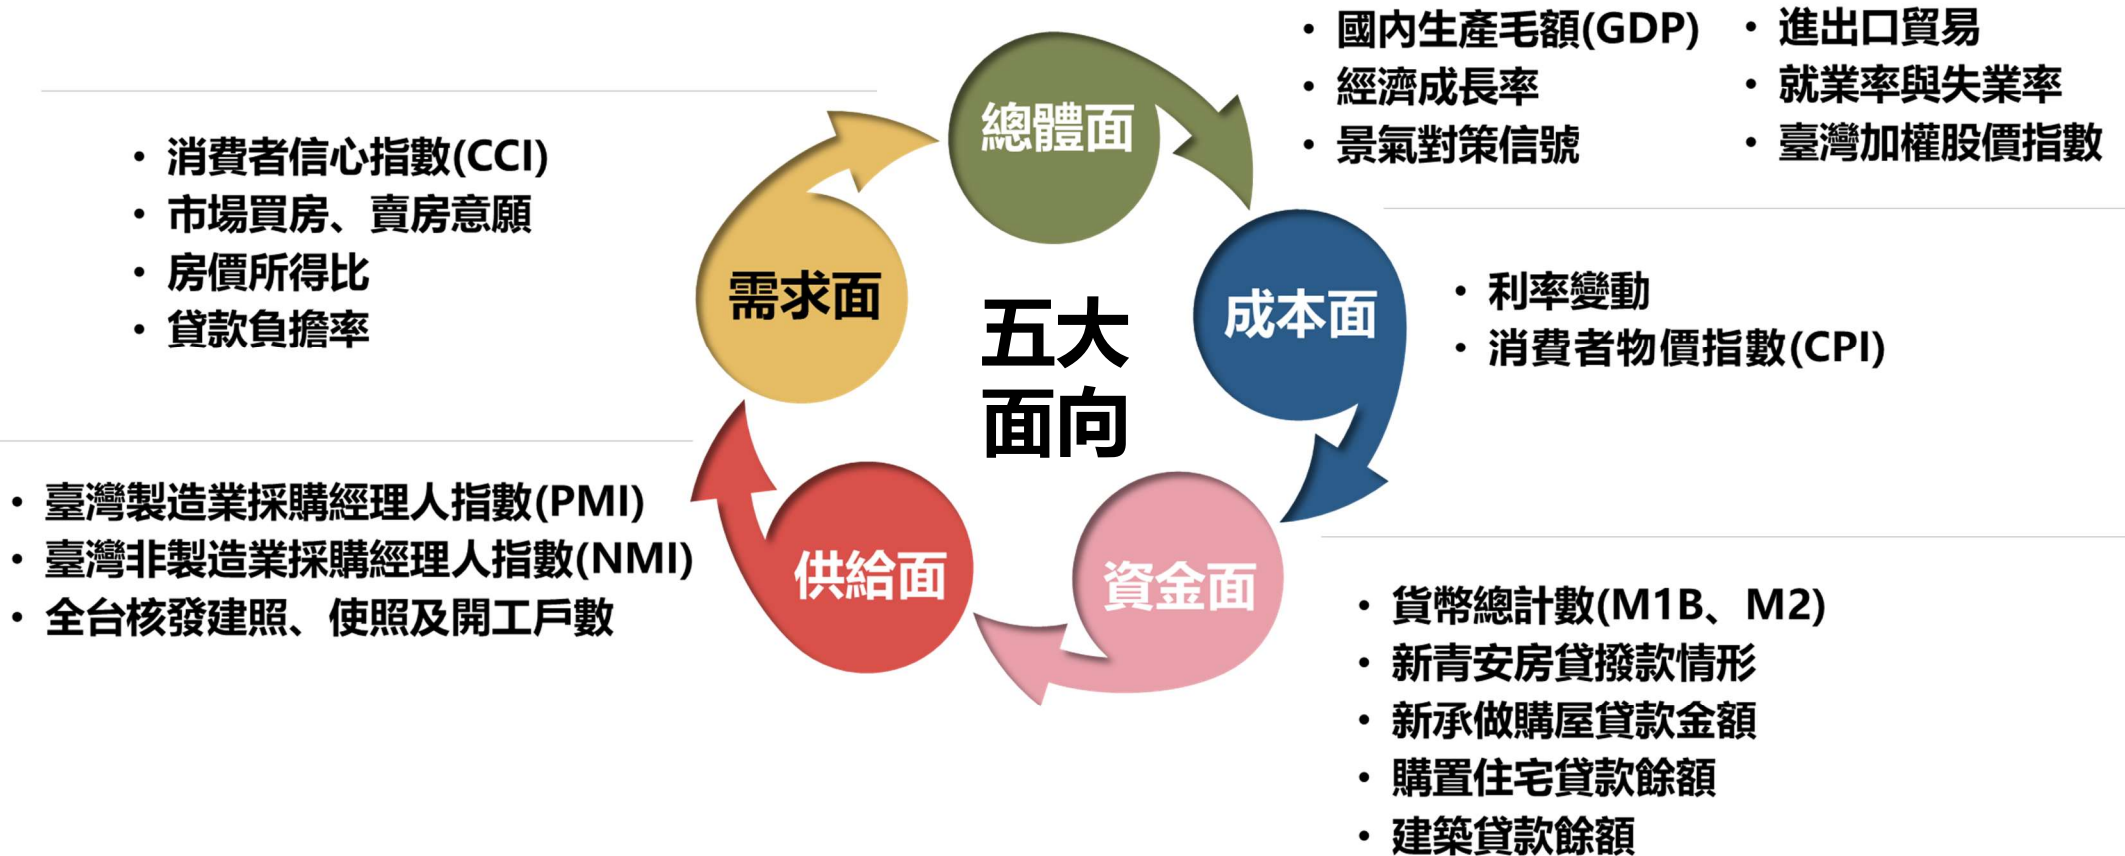 五大
面向
總體面
• 國內生產毛額(GDP)
• 經濟成長率
• 景氣對策信號
• 進出口貿易
• 就業率與失業率
• 臺灣加權股價指數
成本面
• 利率變動
• 消費者物價指數(CPI)
資金面
• 貨幣總計數(M1B、M2)
• 新青安房貸撥款情形
• 新承做購屋貸款金額
• 購置住宅貸款餘額
• 建築貸款餘額
供給面
• 臺灣製造業採購經理人指數(PMI)
• 臺灣非製造業採購經理人指數(NMI)
• 全台核發建照、使照及開工戶數
需求面
• 消費者信心指數(CCI)
• 市場買房、賣房意願
• 房價所得比
• 貸款負擔率